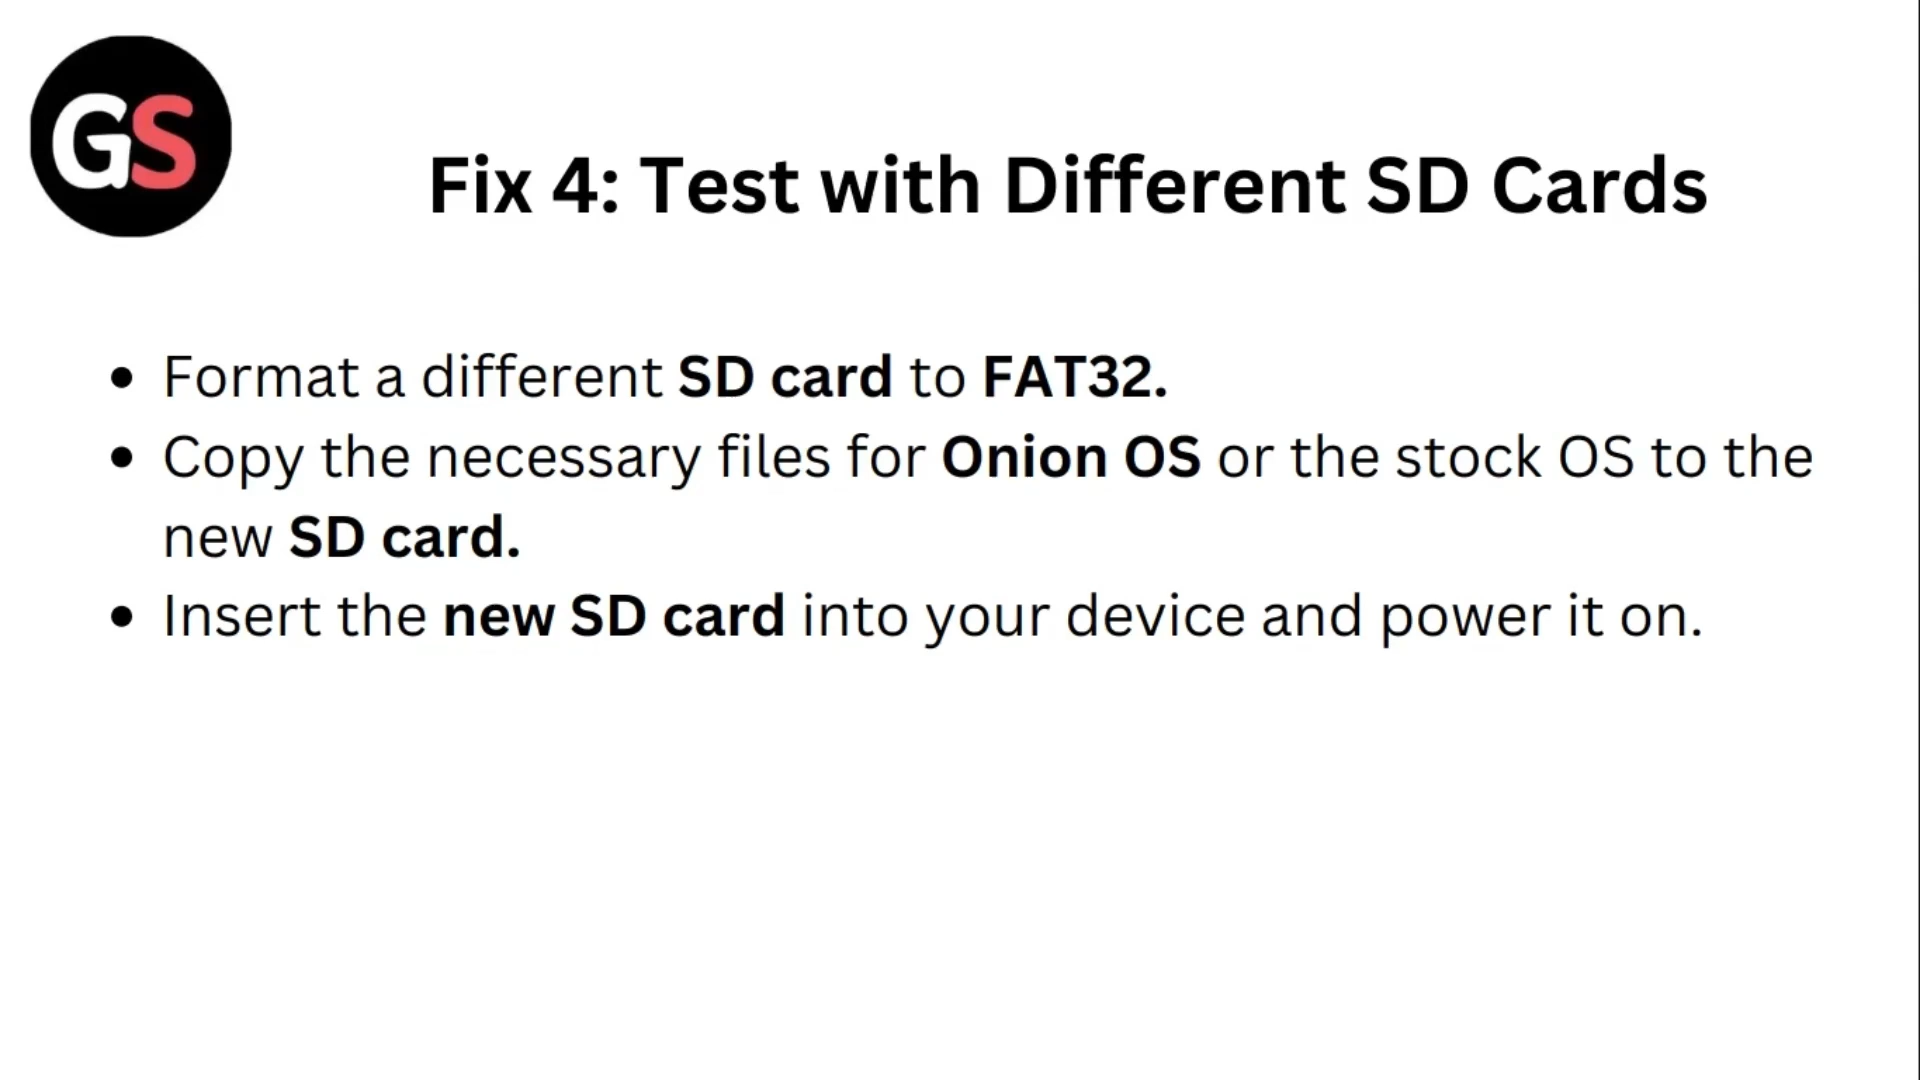 GS
Fix 4: Test with Different SD Cards
• Format a different SD card to FAT32.
• Copy the necessary files for Onion OS or the stock OS to the
new SD card.
• Insert the new SD card into your device and power it on.